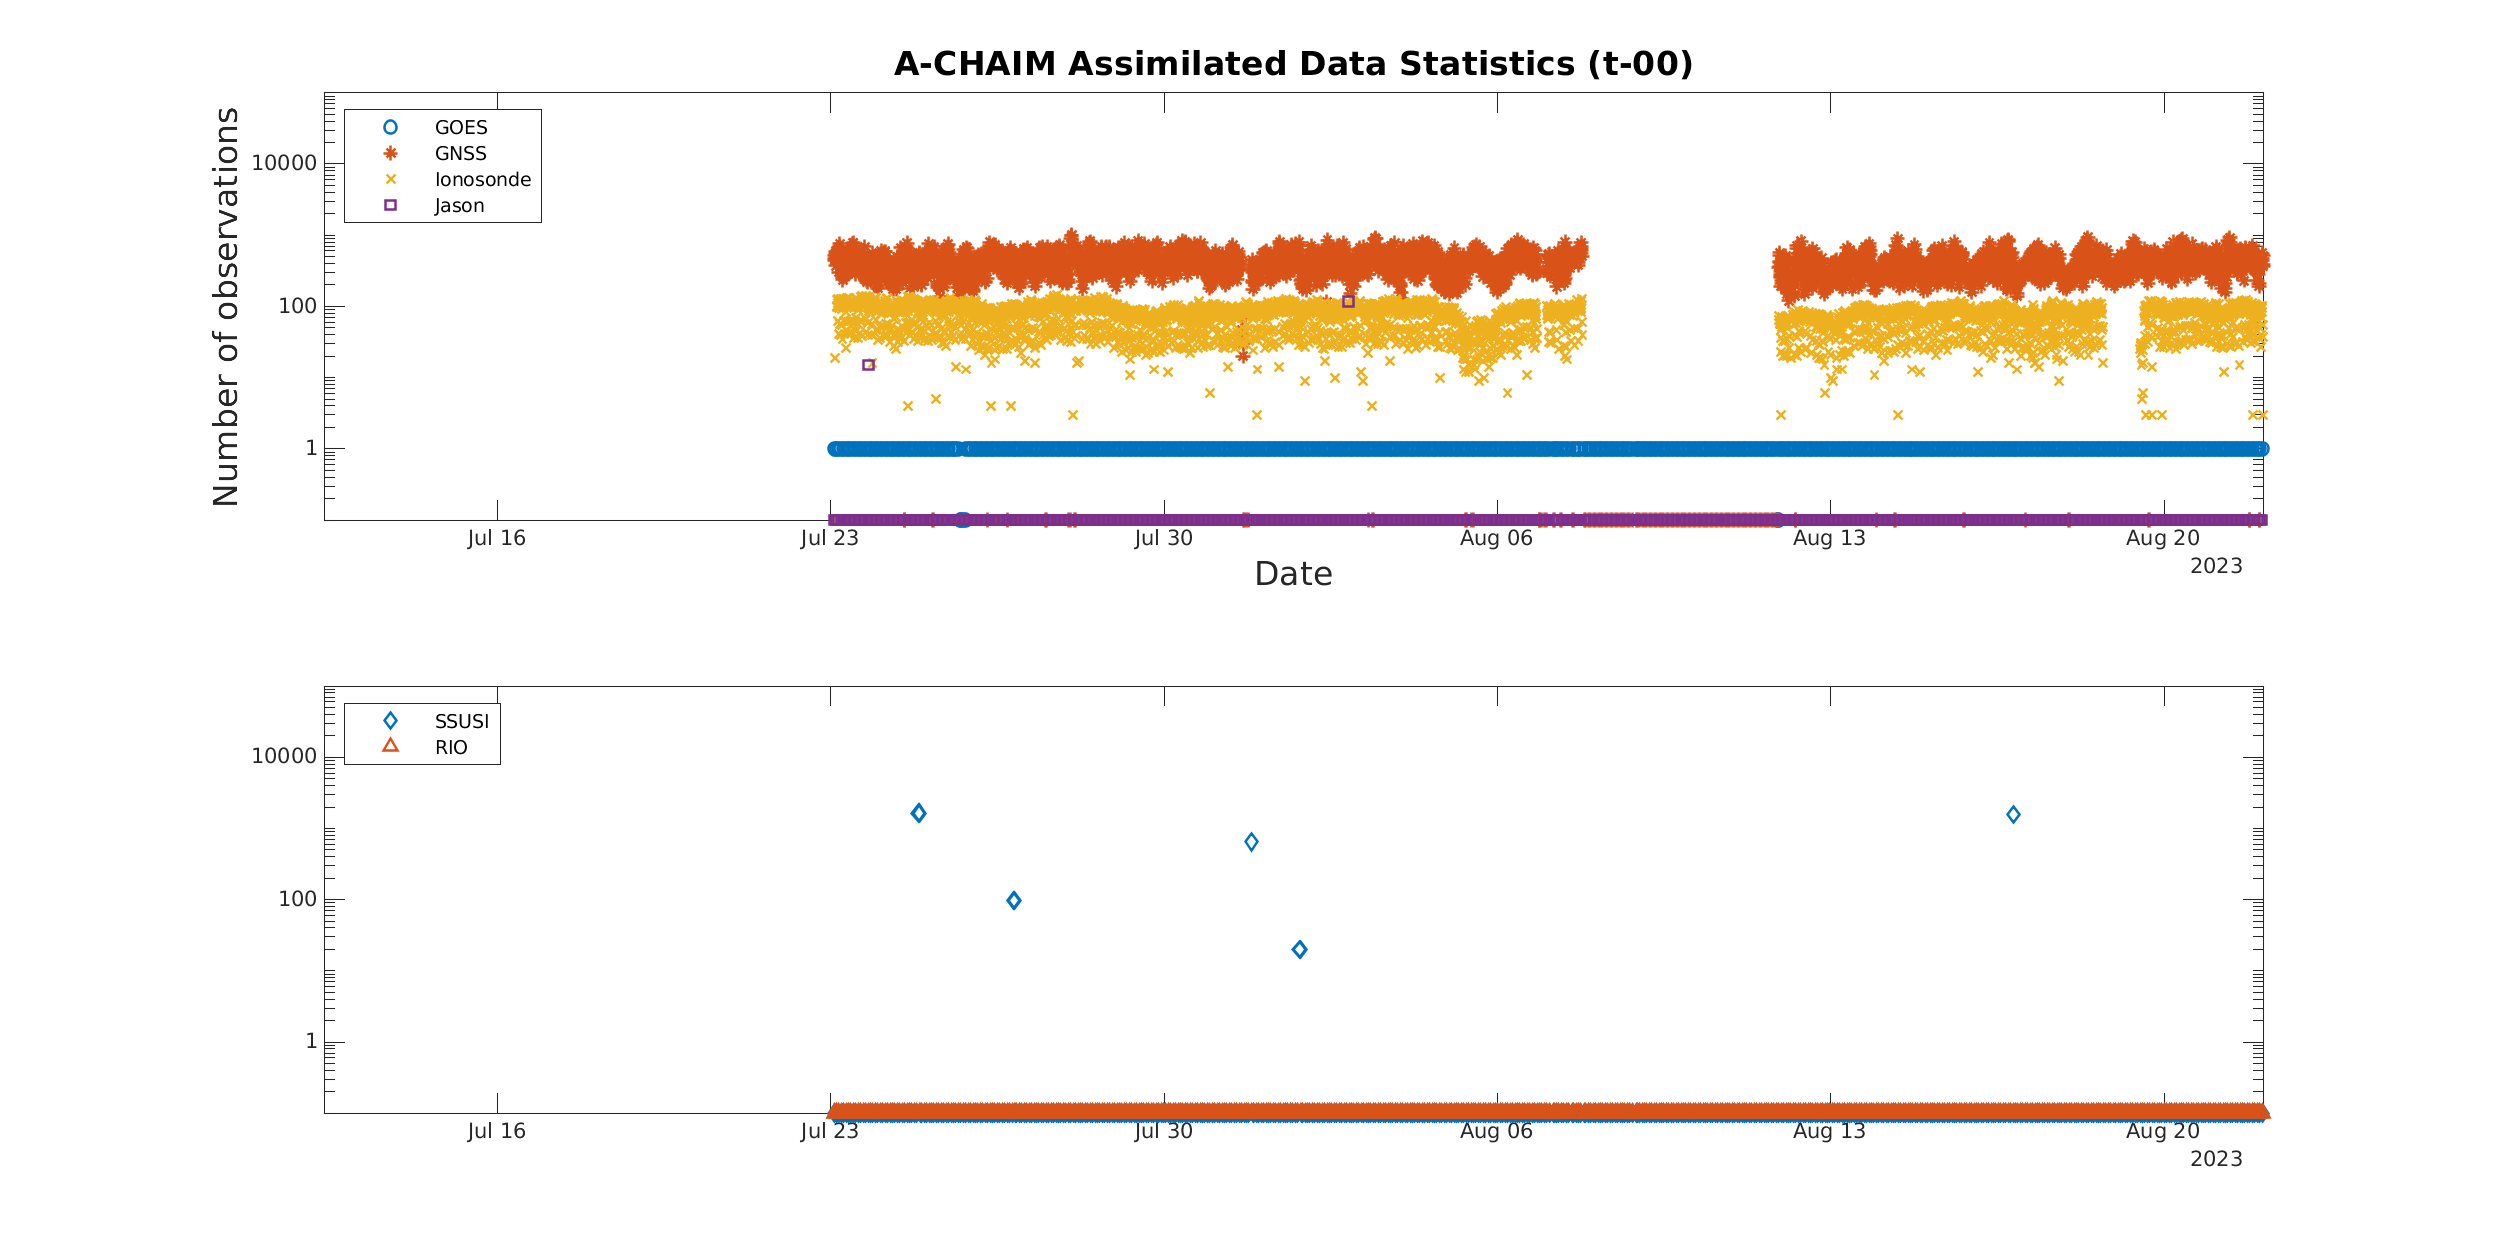 A-CHAIM Assimilated Data Statistics (t-00)
Number of observations
GOES
GNSS
Ionosonde
Jason
10000
100
1
Jul 16 Jul 23 Jul 30 Aug 06 Aug 13 Aug 20
2023
Date
SSUSI
RIO
10000
100
1
Jul 16 Jul 23 Jul 30 Aug 06 Aug 13 Aug 20
2023